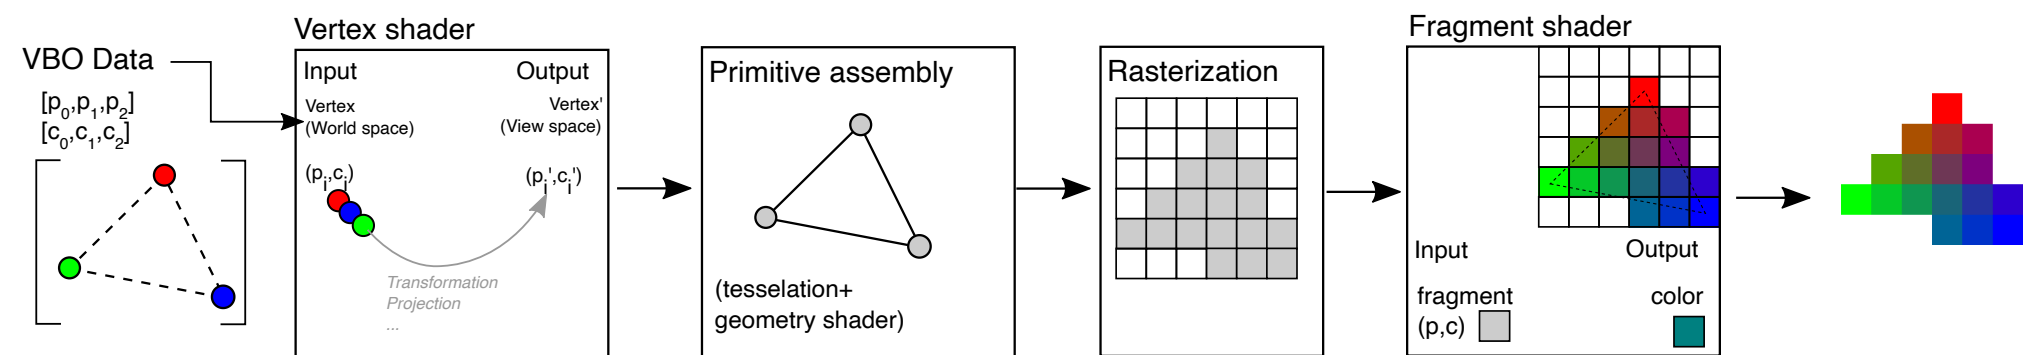 VBO Data
[p0,p1,p2]
[c0,c1,c2]
Vertex shader
Input
Output
Vertex
(World space)
Vertex'
(View space)
(pi,ci)
(pi',ci')
Transformation
Projection
...
Primitive assembly
(tesselation+
geometry shader)
Rasterization
Fragment shader
Input
Output
fragment
(p,c)
color